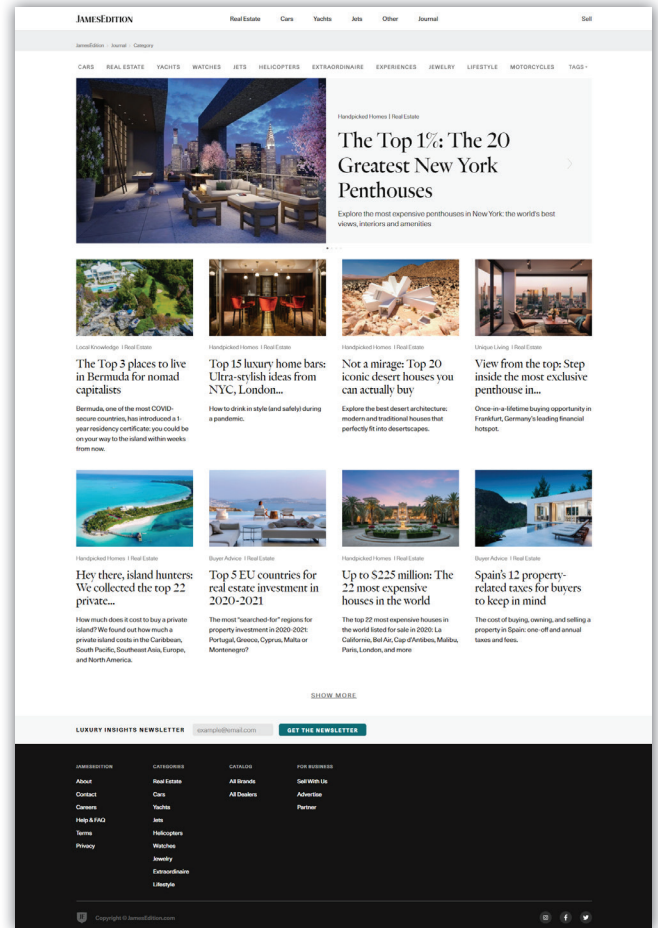 JAMESEDITION
Real Estate Cars Yachts Jets Other Journal Sell
JamesEdition Journal Category
CARS REAL ESTATE YACHTS WATCHES JETS HELICOPTERS EXTRAORDINAIRE EXPERIENCES JEWELRY LIFESTYLE MOTORCYCLES TAGS
Handpicked Homes | Real Estate
The Top 1%: The 20
Greatest New York
Penthouses
Explore the most expensive penthouses in New York: the world's best
views, interiors and amenities
Local Knowledge | Real Estate
The Top 3 places to live
in Bermuda for nomad
capitalists
Bermuda, one of the most COVID-
secure countries, has introduced a 1-
year residency certificate: you could be
on your way to the island within weeks
from now.
Handpicked Homes | Real Estate
Top 15 luxury home bars:
Ultra-stylish ideas from
NYC, London...
How to drink in style (and safely) during
a pandemic.
Handpicked Homes | Real Estate
Not a mirage: Top 20
iconic desert houses you
can actually buy
Explore the best desert architecture:
modern and traditional houses that
perfectly fit into desertscapes.
Unique Living | Real Estate
View from the top: Step
inside the most exclusive
penthouse in...
Once-in-a-lifetime buying opportunity in
Frankfurt, Germany's leading financial
hotspot.
Handpicked Homes | Real Estate
Hey there, island hunters:
We collected the top 22
private...
How much does it cost to buy a private
island? We found out how much a
private island costs in the Caribbean,
South Pacific, Southeast Asia, Europe,
and North America.
Buyer Advice | Real Estate
Top 5 EU countries for
real estate investment in
2020-2021
The most "searched-for" regions for
property investment in 2020-2021:
Portugal, Greece, Cyprus, Malta or
Montenegro?
Handpicked Homes | Real Estate
Up to $225 million: The
22 most expensive
houses in the world
The top 22 most expensive houses in
the world listed for sale in 2020: La
Californie, Bel Air, Cap d'Antibes, Malibu,
Paris, London, and more
Buyer Advice | Real Estate
Spain's 12 property-
related taxes for buyers
to keep in mind
The cost of buying, owning, and selling a
property in Spain: one-off and annual
taxes and fees.
SHOW MORE
LUXURY INSIGHTS NEWSLETTER example@email.com GET THE NEWSLETTER
JAMESEDITION
About
Contact
Careers
Help & FAQ
Terms
Privacy
CATEGORIES
Real Estate
Cars
Yachts
Jets
Helicopters
Watches
Jewelry
Extraordinaire
Lifestyle
CATALOG
All Brands
All Dealers
FOR BUSINESS
Sell With Us
Advertise
Partner
Copyright © JamesEdition.com